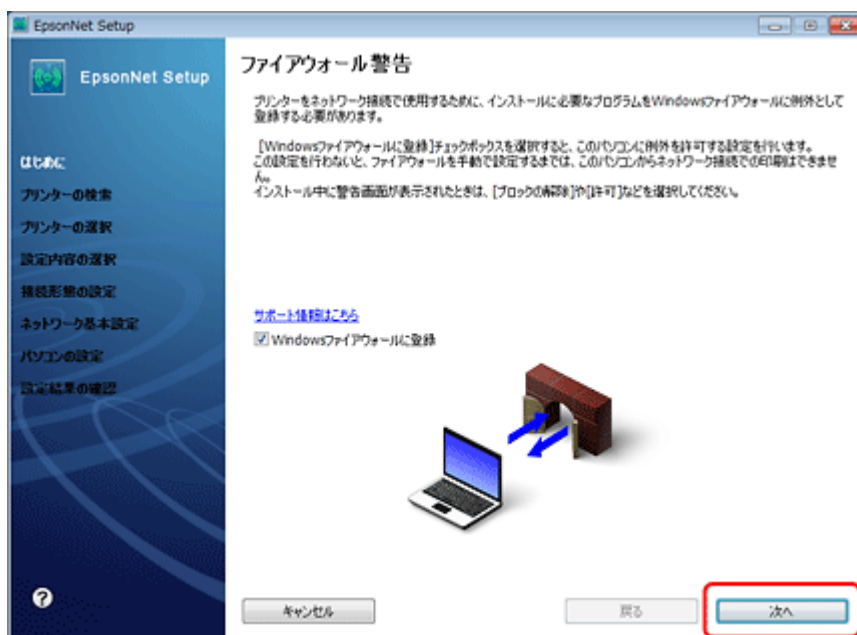 EpsonNet Setup
EpsonNet Setup
はじめに
プリンターの検索
プリンターの選択
設定内容の選択
接続形態の設定
ネットワーク基本設定
パソコンの設定
設定結果の確認
ファイアウォール警告
プリンターをネットワーク接続で使用するために、インストールに必要なプログラムをWindowsファイアウォールに例外として
登録する必要があります。
[Windowsファイアウォールに登録]チェックボックスを選択すると、このパソコンに例外を許可する設定を行います。
この設定を行わないと、ファイアウォールを手動で設定するまでは、このパソコンからネットワーク接続での印刷はできませ
ん。
インストール中に警告画面が表示されたときは、[ブロックの解除]や[許可]などを選択してください。
サポート情報はこちら
Windowsファイアウォールに登録
?
キャンセル
戻る
次へ